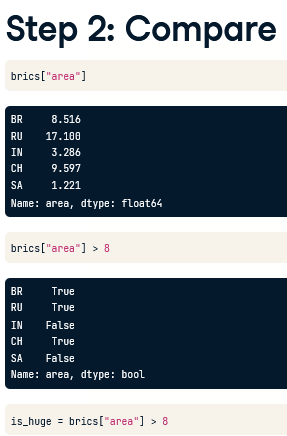 Step 2: Compare
brics["area"]
BR     8.516
RU    17.100
IN     3.286
CH     9.597
SA     1.221
Name: area, dtype: float64
brics["area"] > 8
BR     True
RU     True
IN    False
CH     True
SA    False
Name: area, dtype: bool
is_huge = brics["area"] > 8